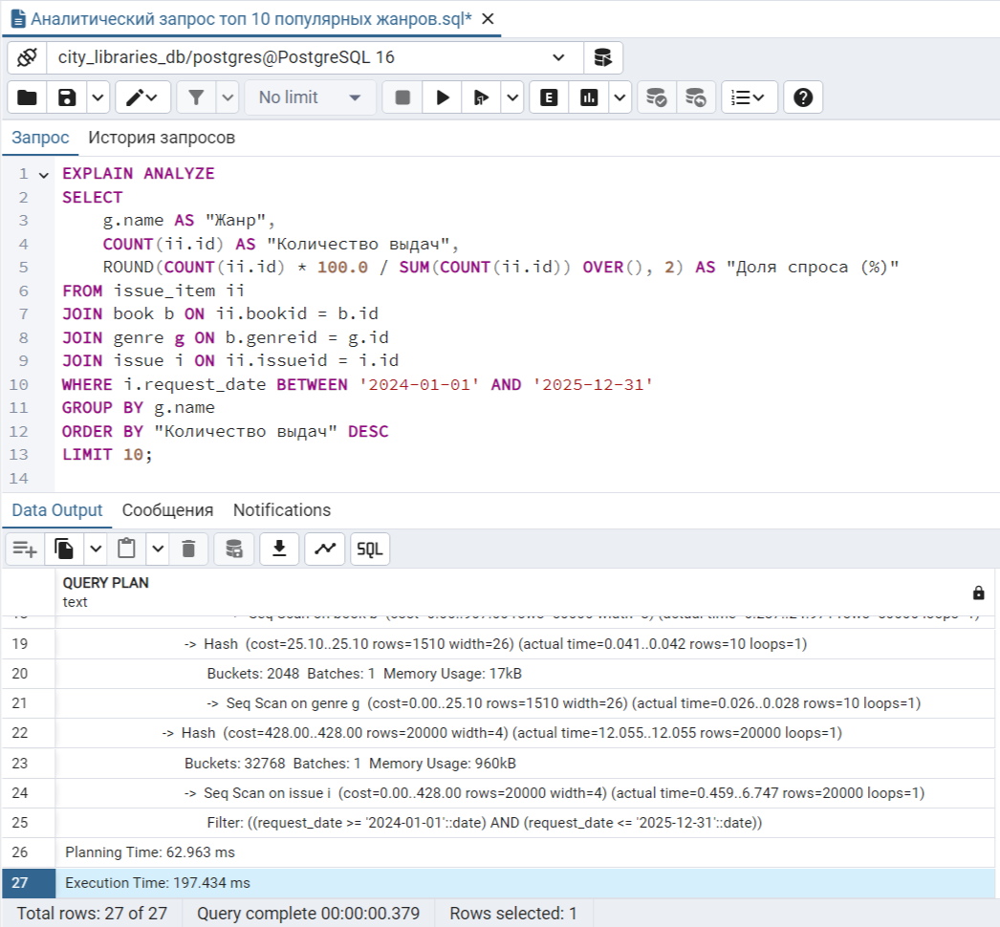 Аналитический запрос топ 10 популярных жанров.sql*
city_libraries_db/postgres@PostgreSQL 16
No limit
E
Запрос История запросов
1 EXPLAIN ANALYZE
2 SELECT
3 g.name AS "Жанр",
4 COUNT(ii.id) AS "Количество выдач",
5 ROUND(COUNT(ii.id) * 100.0 / SUM(COUNT(ii.id)) OVER(), 2) AS "Доля спроса (%)"
6 FROM issue_item ii
7 JOIN book b ON ii.bookid = b.id
8 JOIN genre g ON b.genreid = g.id
9 JOIN issue i ON ii.issueid = i.id
10 WHERE i.request_date BETWEEN '2024-01-01' AND '2025-12-31'
11 GROUP BY g.name
12 ORDER BY "Количество выдач" DESC
13 LIMIT 10;
14
Data Output Сообщения Notifications
SQL
QUERY PLAN
text
19 -> Hash (cost=25.10..25.10 rows=1510 width=26) (actual time=0.041..0.042 rows=10 loops=1)
20 Buckets: 2048 Batches: 1 Memory Usage: 17kB
21 -> Seq Scan on genre g (cost=0.00..25.10 rows=1510 width=26) (actual time=0.026..0.028 rows=10 loops=1)
22 -> Hash (cost=428.00..428.00 rows=20000 width=4) (actual time=12.055..12.055 rows=20000 loops=1)
23 Buckets: 32768 Batches: 1 Memory Usage: 960kB
24 -> Seq Scan on issue i (cost=0.00..428.00 rows=20000 width=4) (actual time=0.459..6.747 rows=20000 loops=1)
25 Filter: ((request_date >= '2024-01-01'::date) AND (request_date <= '2025-12-31'::date))
26 Planning Time: 62.963 ms
27 Execution Time: 197.434 ms
Total rows: 27 of 27 Query complete 00:00:00.379 Rows selected: 1